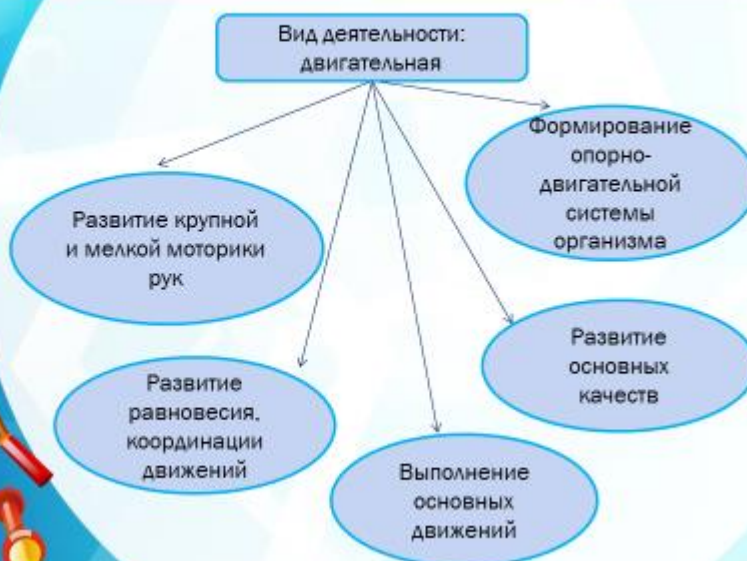 Вид деятельности:
двигательная
Формирование
опорно-
двигательной
системы
организма
Развитие крупной
и мелкой моторики
рук
Развитие
основных
качеств
Развитие
равновесия,
координации
движений
Выполнение
основных
движений